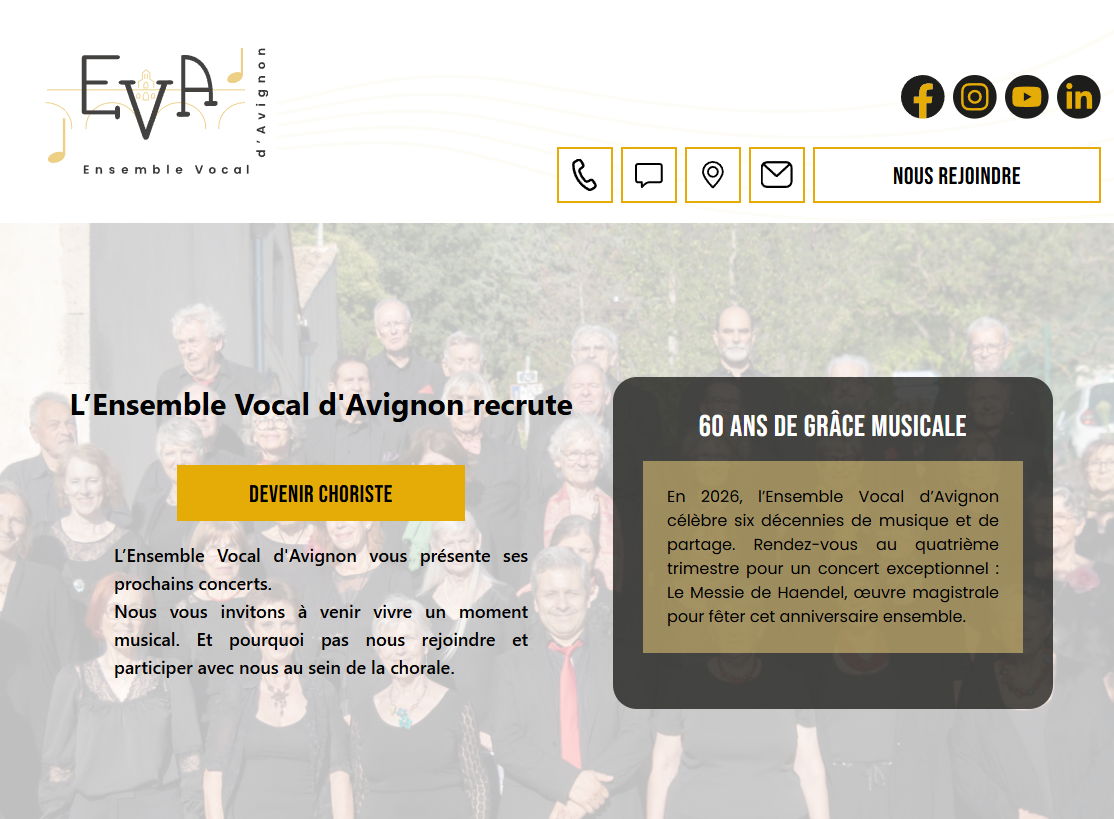 EVA
d'Avignon
Ensemble Vocal
NOUS REJOINDRE
L’Ensemble Vocal d'Avignon recrute
DEVENIR CHORISTE
L’Ensemble Vocal d'Avignon vous présente ses
prochains concerts.
Nous vous invitons à venir vivre un moment
musical. Et pourquoi pas nous rejoindre et
participer avec nous au sein de la chorale.
60 ANS DE GRÂCE MUSICALE
En 2026, l’Ensemble Vocal d’Avignon
célèbre six décennies de musique et de
partage. Rendez-vous au quatrième
trimestre pour un concert exceptionnel :
Le Messie de Haendel, œuvre magistrale
pour fêter cet anniversaire ensemble.